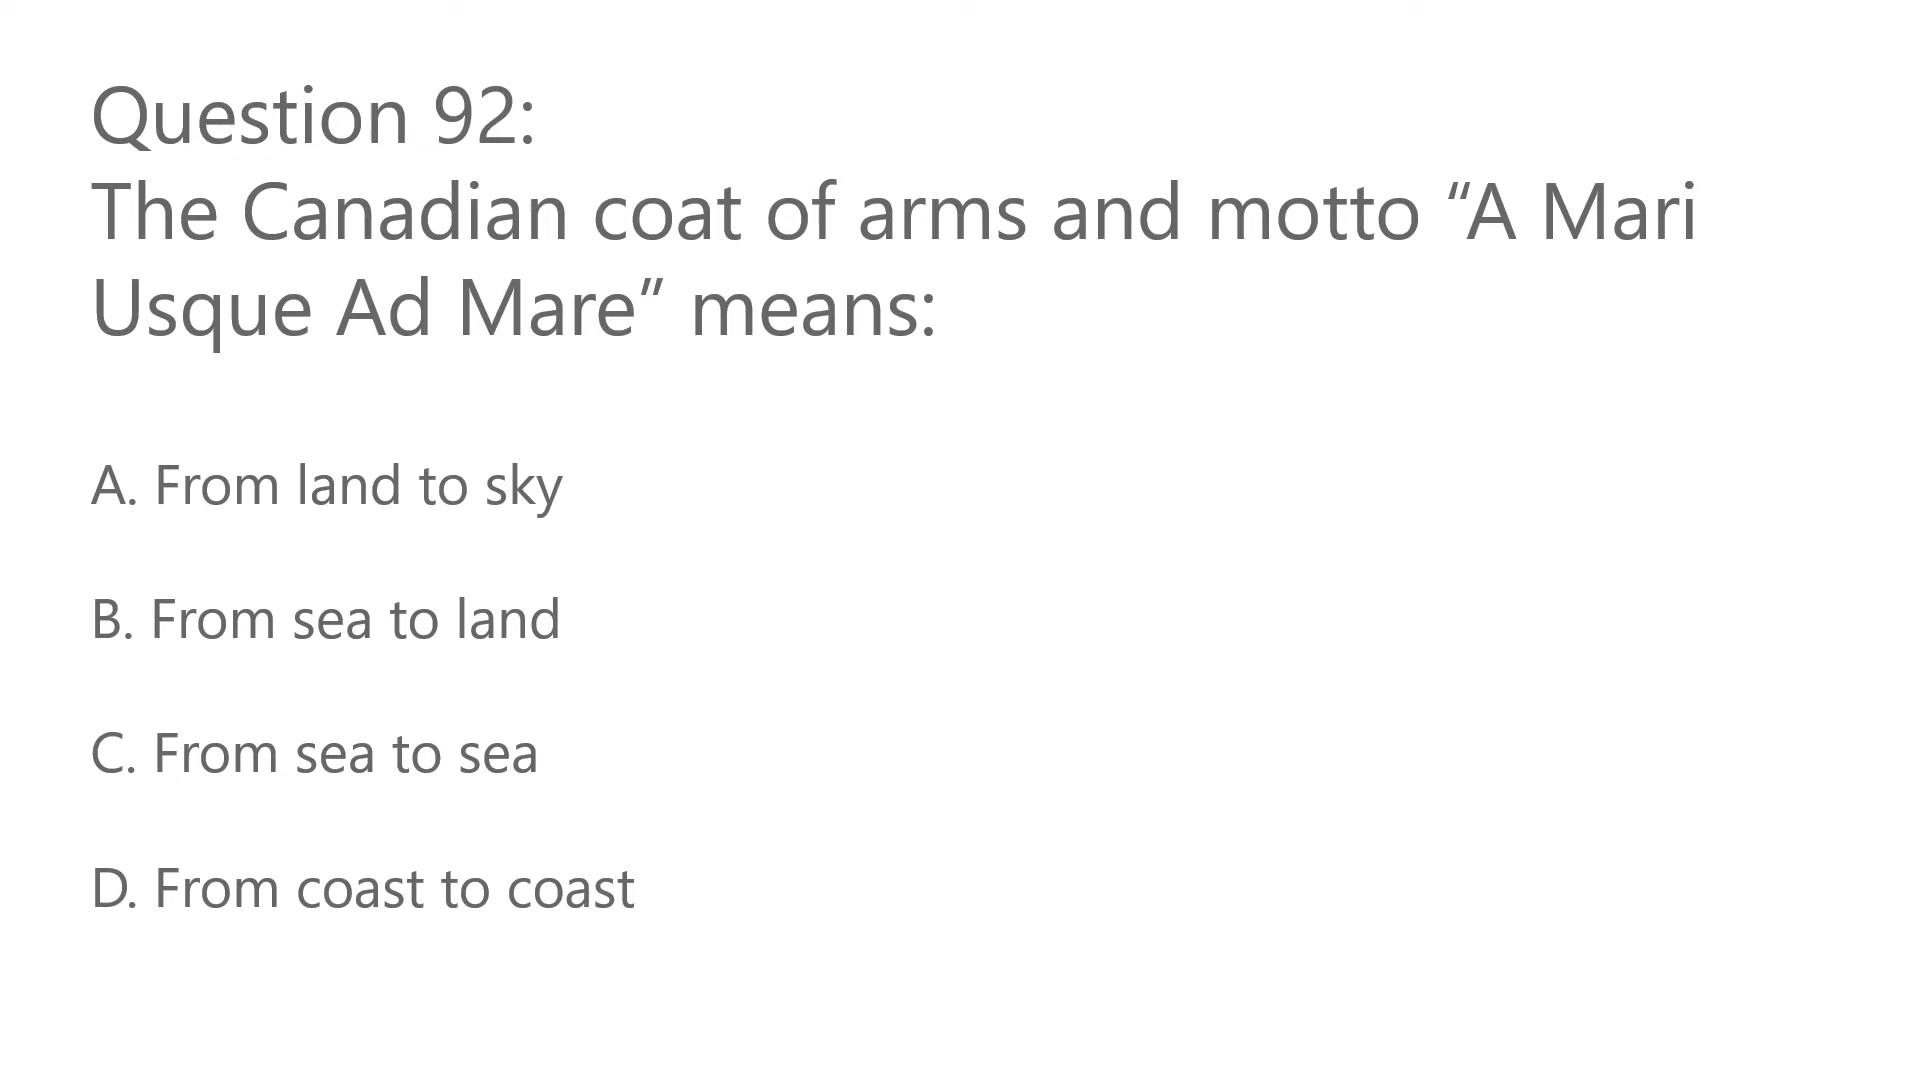 Question 92:
The Canadian coat of arms and motto “A Mari
Usque Ad Mare” means:
A. From land to sky
B. From sea to land
C. From sea to sea
D. From coast to coast